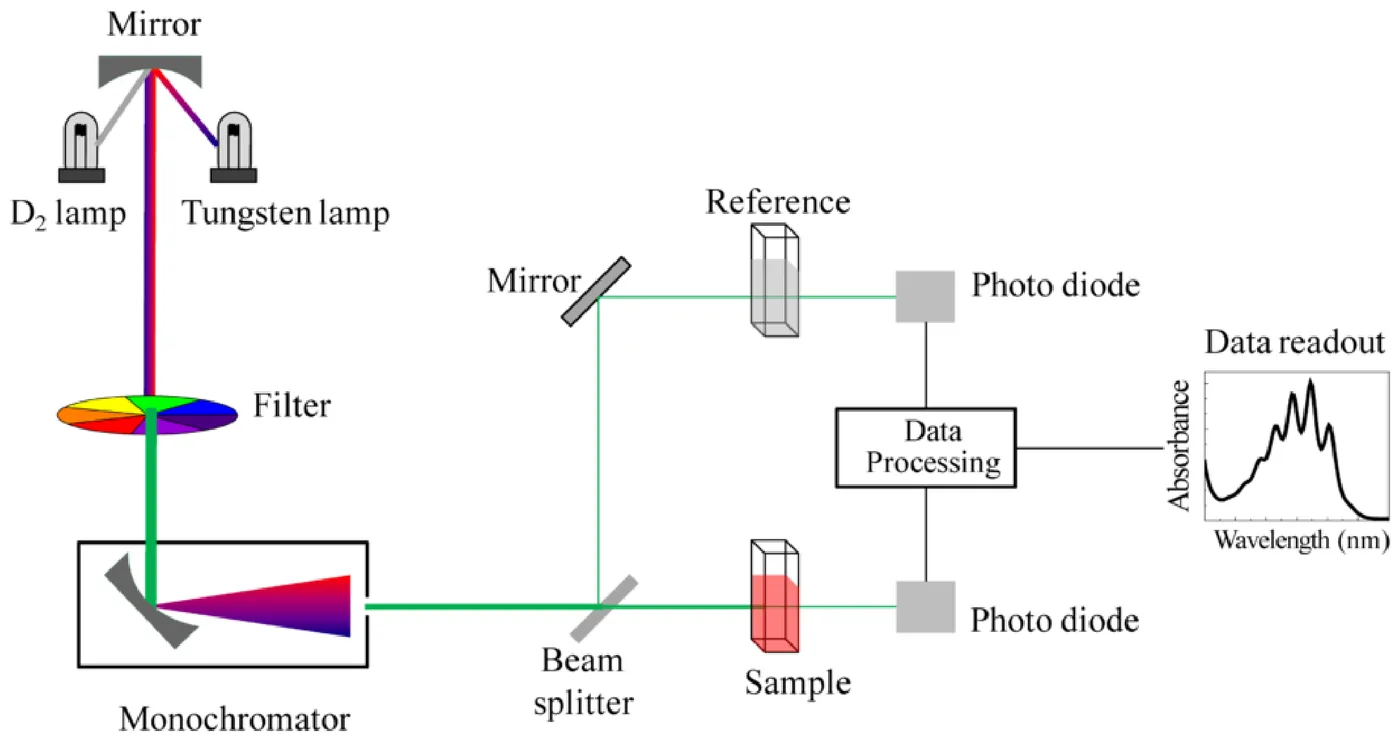 Mirror
D₂ lamp
Tungsten lamp
Filter
Monochromator
Mirror
Beam
splitter
Reference
Sample
Photo diode
Data
Processing
Photo diode
Data readout
Absorbance
Wavelength (nm)